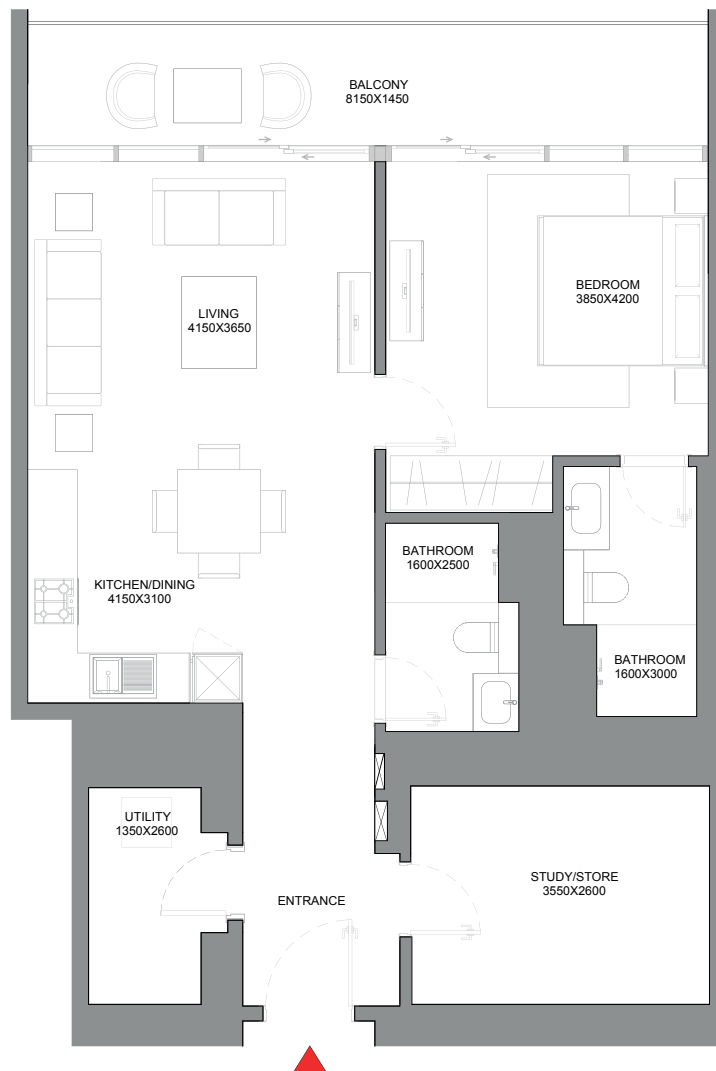 BALCONY
8150X1450
BEDROOM
3850X4200
LIVING
4150X3650
BATHROOM
1600X2500
KITCHEN/DINING
4150X3100
BATHROOM
1600X3000
UTILITY
1350X2600
STUDY/STORE
3550X2600
ENTRANCE